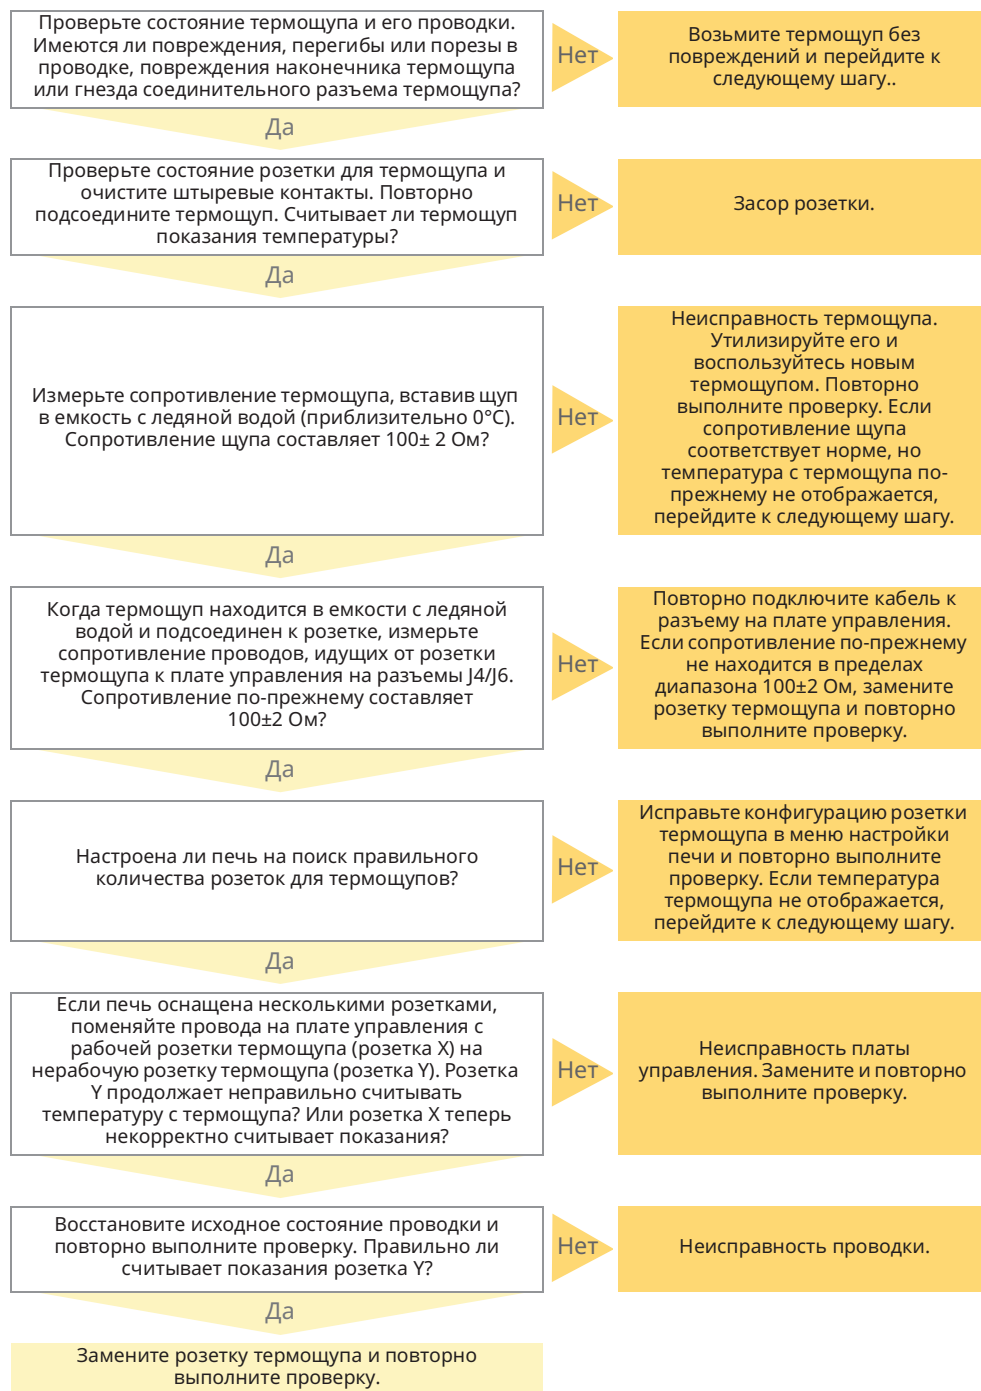 Проверьте состояние термощупа и его проводки.
Имеются ли повреждения, перегибы или порезы в
проводке, повреждения наконечника термощупа
или гнезда соединительного разъема термощупа?
Нет
Возьмите термощуп без
повреждений и перейдите к
следующему шагу..
Да
Проверьте состояние розетки для термощупа и
очистите штыревые контакты. Повторно
подсоедините термощуп. Считывает ли термощуп
показания температуры?
Нет
Засор розетки.
Да
Измерьте сопротивление термощупа, вставив щуп
в емкость с ледяной водой (приблизительно 0°C).
Сопротивление щупа составляет 100± 2 Ом?
Нет
Неисправность термощупа.
Утилизируйте его и
воспользуйтесь новым
термощупом. Повторно
выполните проверку. Если
сопротивление щупа
соответствует норме, но
температура с термощупа по-
прежнему не отображается,
перейдите к следующему шагу.
Да
Когда термощуп находится в емкости с ледяной
водой и подсоединен к розетке, измерьте
сопротивление проводов, идущих от розетки
термощупа к плате управления на разъемы J4/J6.
Сопротивление по-прежнему составляет
100±2 Ом?
Нет
Повторно подключите кабель к
разъему на плате управления.
Если сопротивление по-прежнему
не находится в пределах
диапазона 100±2 Ом, замените
розетку термощупа и повторно
выполните проверку.
Да
Настроена ли печь на поиск правильного
количества розеток для термощупов?
Нет
Исправьте конфигурацию розетки
термощупа в меню настройки
печи и повторно выполните
проверку. Если температура
термощупа не отображается,
перейдите к следующему шагу.
Да
Если печь оснащена несколькими розетками,
поменяйте провода на плате управления с
рабочей розетки термощупа (розетка X) на
нерабочую розетку термощупа (розетка Y). Розетка
Y продолжает неправильно считывать
температуру с термощупа? Или розетка X теперь
некорректно считывает показания?
Нет
Неисправность платы
управления. Замените и повторно
выполните проверку.
Да
Восстановите исходное состояние проводки и
повторно выполните проверку. Правильно ли
считывает показания розетка Y?
Нет
Неисправность проводки.
Да
Замените розетку термощупа и повторно
выполните проверку.